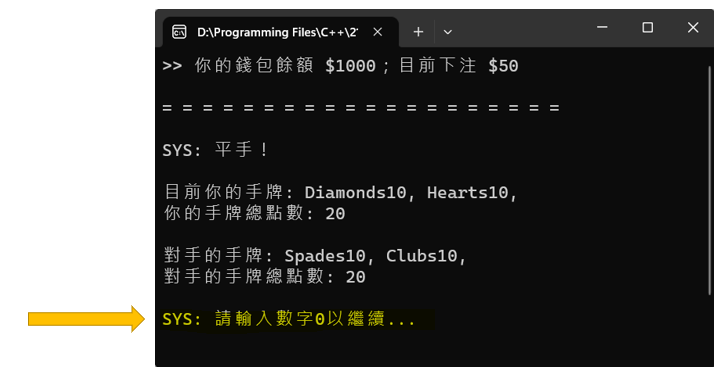 D:\Programming Files\C++\2'
>> 你的錢包餘額 $1000；目前下注 $50
= = = = = = = = = = = = = = = = = = = =
SYS: 平手！
目前你的手牌: Diamonds10, Hearts10,
你的手牌總點數: 20
對手的手牌: Spades10, Clubs10,
對手的手牌總點數: 20
SYS: 請輸入數字0以繼續...